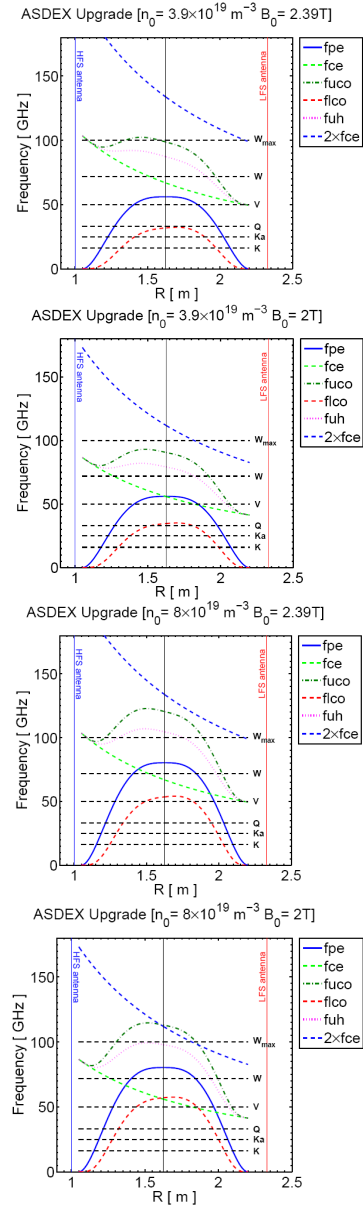 ASDEX Upgrade [n0= 3.9×10^19 m^-3 B0= 2.39T]
Frequency [ GHz]
180
150
100
50
0
HFS antenna
LFS antenna
Wmax
W
V
Q
Ka
K
fpe
fce
fuco
flco
fuh
2×fce
1
1.5
2
2.5
R [ m]
ASDEX Upgrade [n0= 3.9×10^19 m^-3 B0= 2T]
Frequency [ GHz]
150
100
50
0
HFS antenna
LFS antenna
Wmax
W
V
Q
Ka
K
fpe
fce
fuco
flco
fuh
2×fce
1
1.5
2
2.5
R [ m]
ASDEX Upgrade [n0= 8×10^19 m^-3 B0= 2.39T]
Frequency [ GHz]
150
100
50
0
HFS antenna
LFS antenna
Wmax
W
V
Q
Ka
K
fpe
fce
fuco
flco
fuh
2×fce
1
1.5
2
2.5
R [ m]
ASDEX Upgrade [n0= 8×10^19 m^-3 B0= 2T]
Frequency [ GHz]
150
100
50
0
HFS antenna
LFS antenna
Wmax
W
V
Q
Ka
K
fpe
fce
fuco
flco
fuh
2×fce
1
1.5
2
2.5
R [ m]